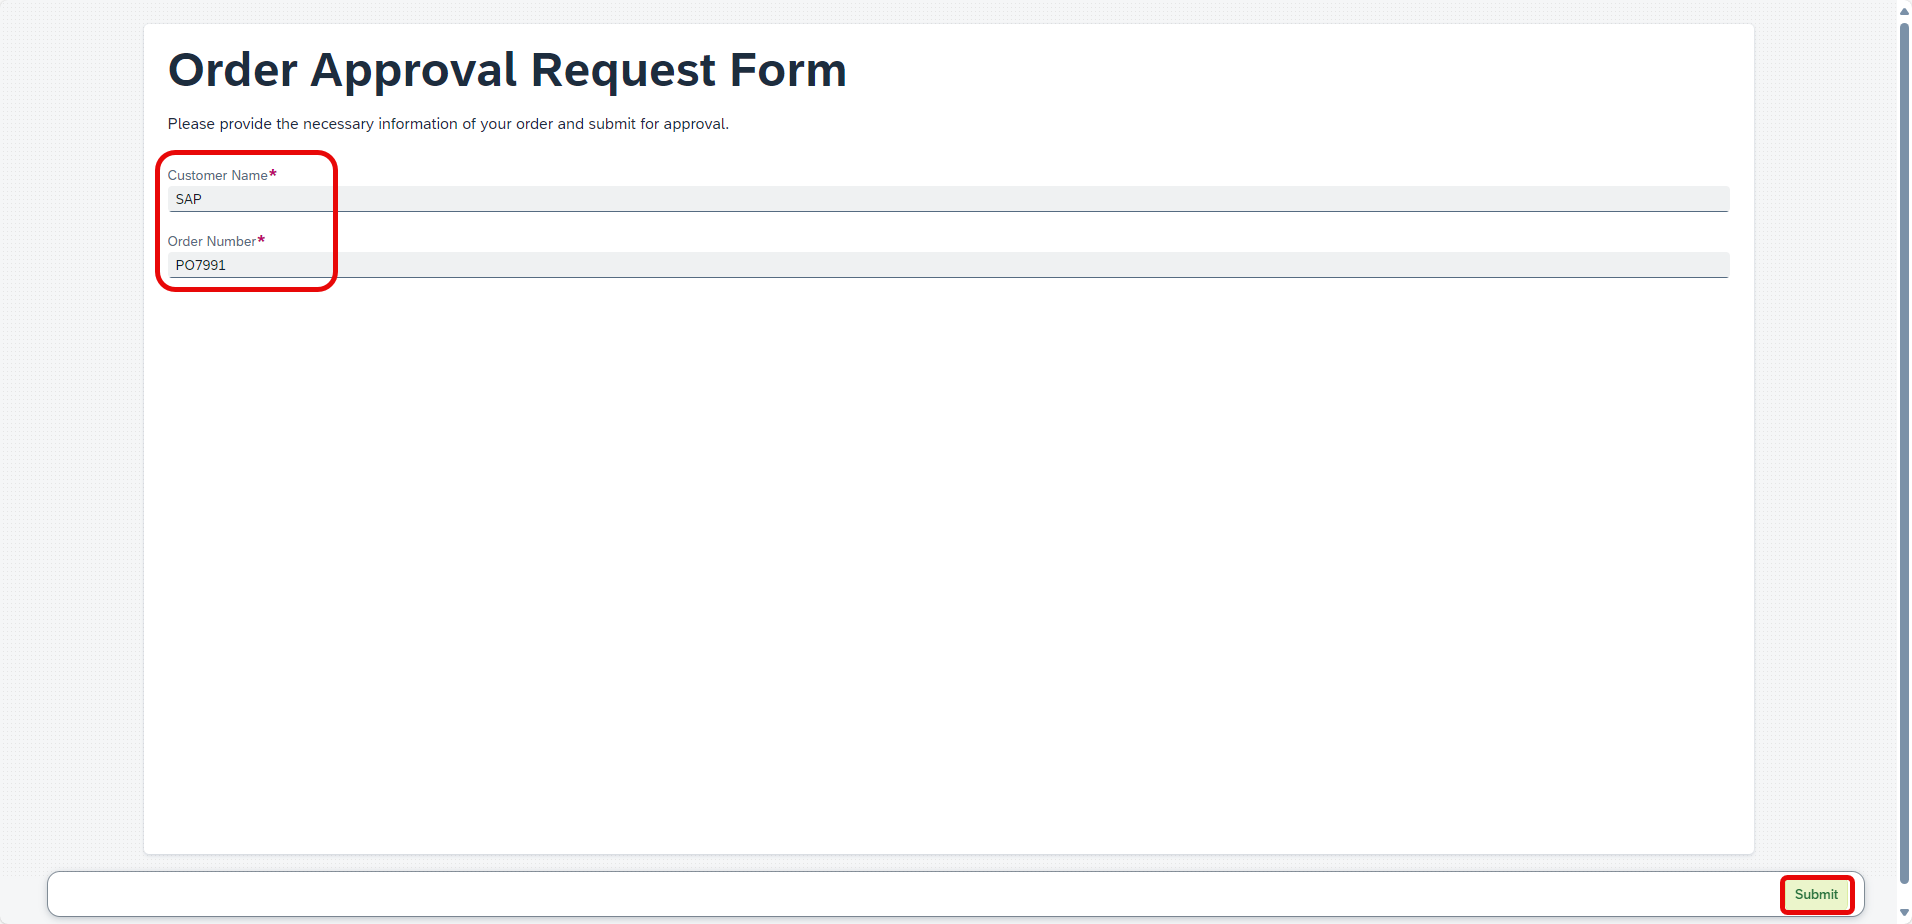 Order Approval Request Form
Please provide the necessary information of your order and submit for approval.
Customer Name*
SAP
Order Number*
PO7991
Submit